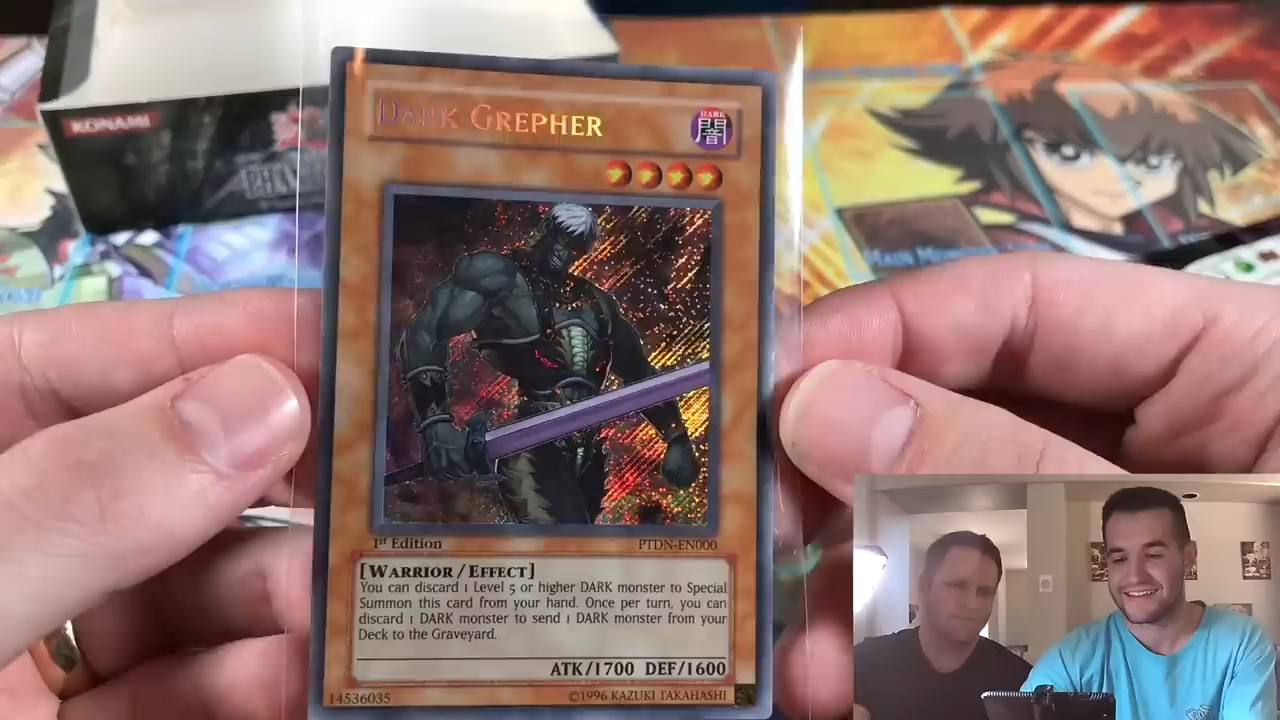 KONAMI
DARK GREPHER
DARK
闇
1st Edition
PTDN-EN000
[WARRIOR/EFFECT]
You can discard 1 Level 5 or higher DARK monster to Special
Summon this card from your hand. Once per turn, you can
discard 1 DARK monster to send 1 DARK monster from your
Deck to the Graveyard.
ATK/1700 DEF/1600
14536035
©1996 KAZUKI TAKAHASHI